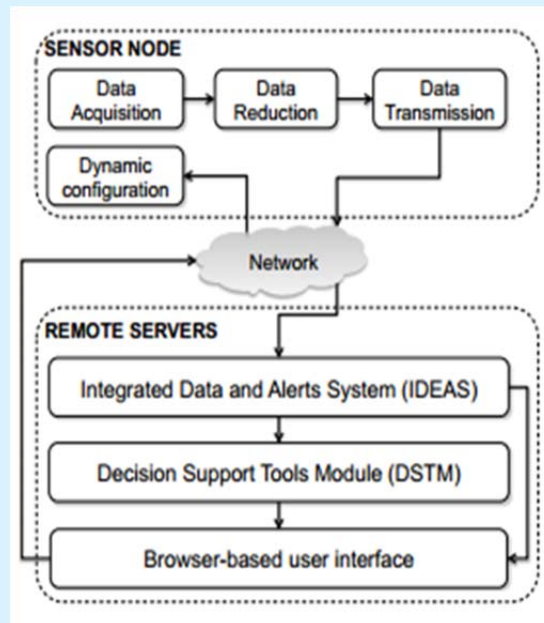 SENSOR NODE
Data
Acquisition
Data
Reduction
Data
Transmission
Dynamic
configuration
Network
REMOTE SERVERS
Integrated Data and Alerts System (IDEAS)
Decision Support Tools Module (DSTM)
Browser-based user interface